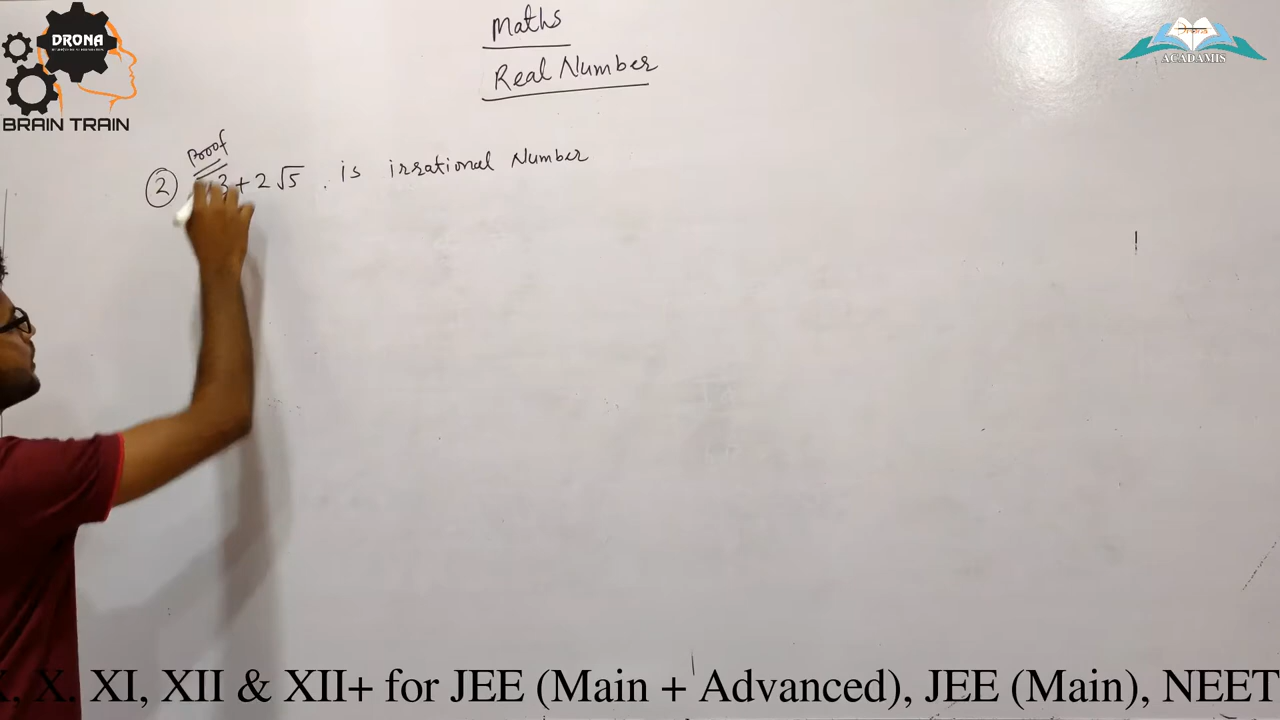 DRONA
BRAIN TRAIN
Maths
Real Number
ACADAMIS
Proof
② 3 + 2√5 . is irrational Number
X. XI, XII & XII+ for JEE (Main + Advanced), JEE (Main), NEET